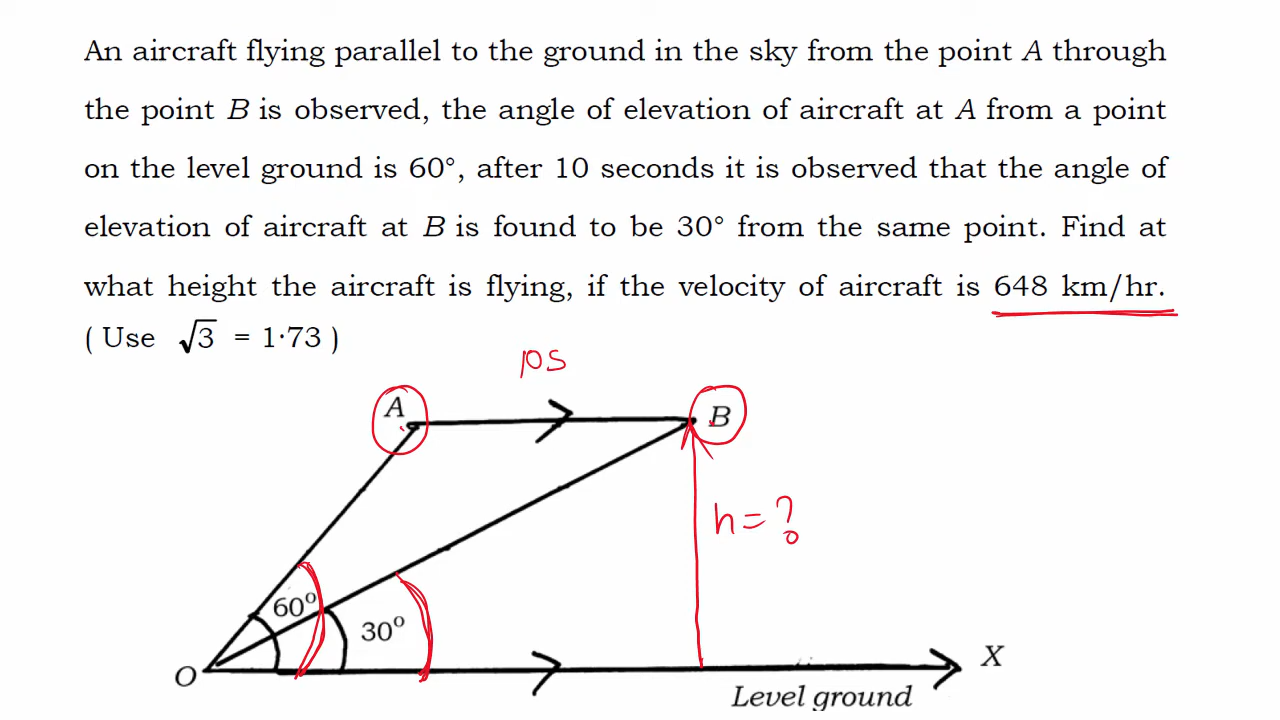 An aircraft flying parallel to the ground in the sky from the point A through
the point B is observed, the angle of elevation of aircraft at A from a point
on the level ground is 60°, after 10 seconds it is observed that the angle of
elevation of aircraft at B is found to be 30° from the same point. Find at
what height the aircraft is flying, if the velocity of aircraft is 648 km/hr.
( Use √3 = 1·73 )
10s
A
B
h = ?
60°
30°
O
X
Level ground